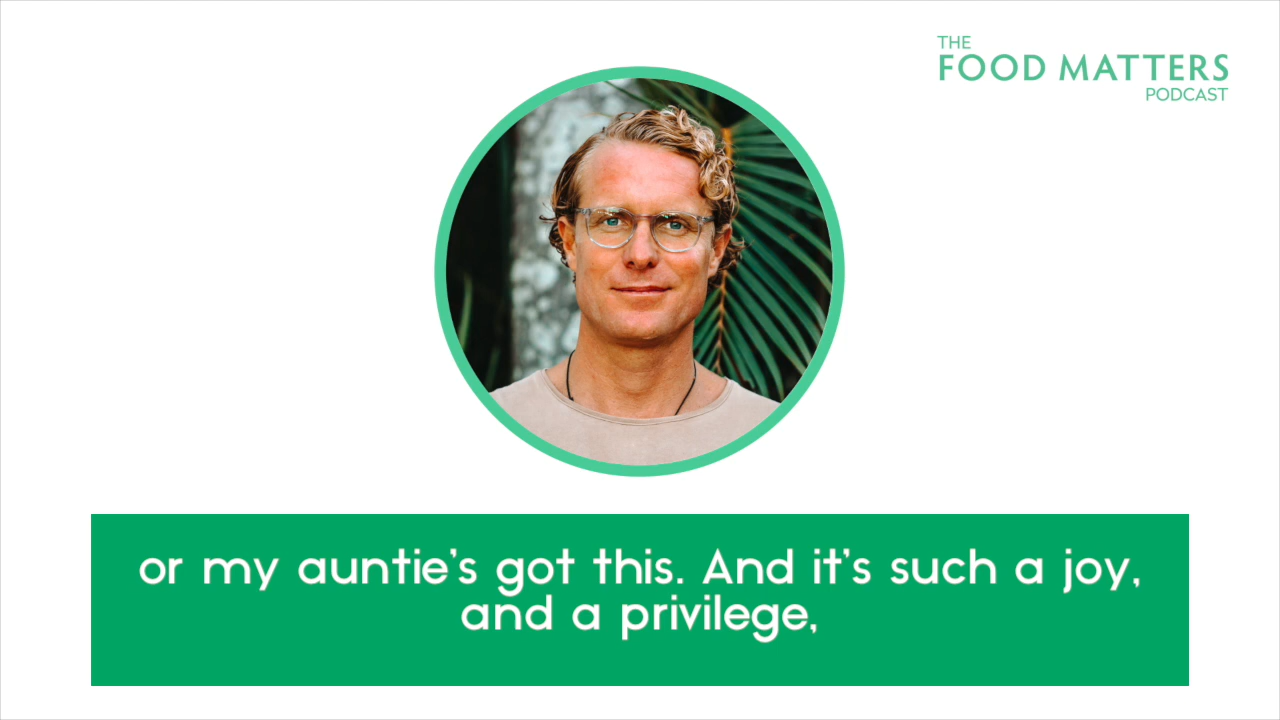 THE
FOOD MATTERS
PODCAST
or my auntie's got this. And it's such a joy,
and a privilege,